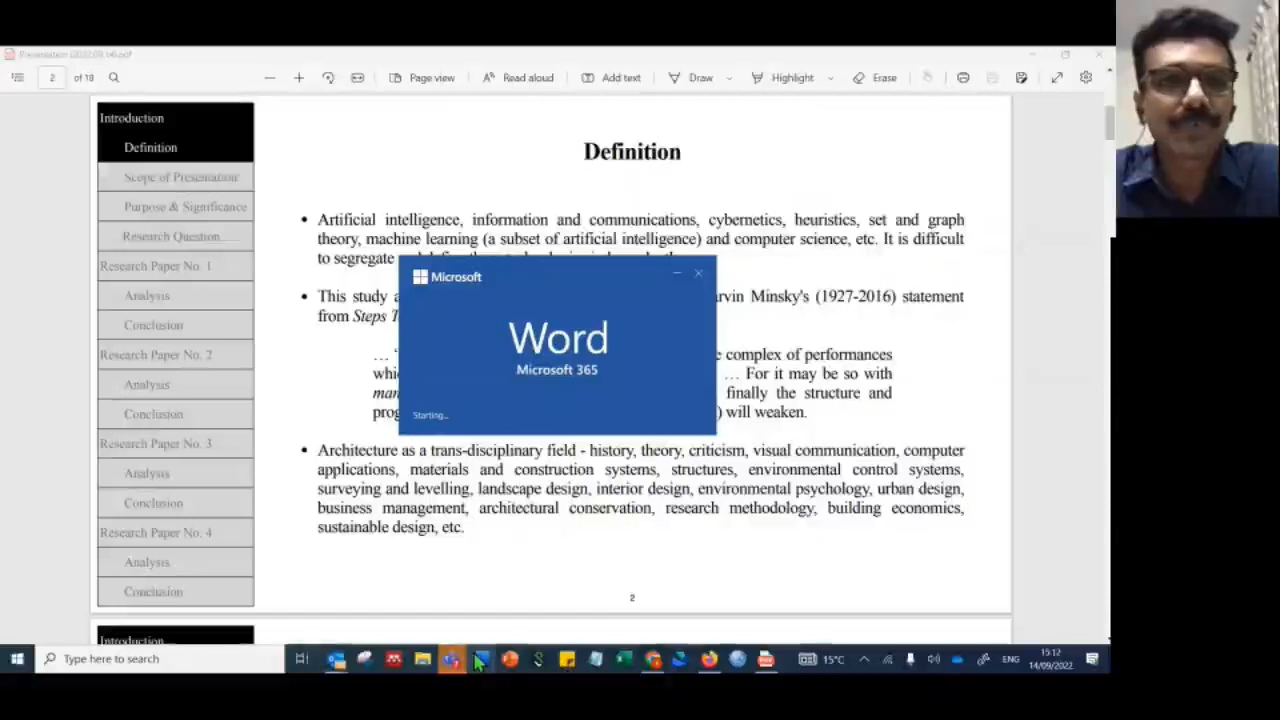 2 of 18
Page view
Read aloud
Add text
Draw
Highlight
Erase
Introduction
Definition
Scope of Presentation
Purpose & Significance
Research Question
Research Paper No. 1
Analysis
Conclusion
Research Paper No. 2
Analysis
Conclusion
Research Paper No. 3
Analysis
Conclusion
Research Paper No. 4
Analysis
Conclusion
Definition
• Artificial intelligence, information and communications, cybernetics, heuristics, set and graph
theory, machine learning (a subset of artificial intelligence) and computer science, etc. It is difficult
to segregate
• This study
Minsky's (1927-2016) statement
from Steps
complex of performances
… For it may be so with
finally the structure and
) will weaken.
Microsoft
Word
Microsoft 365
Starting...
• Architecture as a trans-disciplinary field - history, theory, criticism, visual communication, computer
applications, materials and construction systems, structures, environmental control systems,
surveying and levelling, landscape design, interior design, environmental psychology, urban design,
business management, architectural conservation, research methodology, building economics,
sustainable design, etc.
2
Introduction
Type here to search
15°C
ENG
15:12
14/09/2022